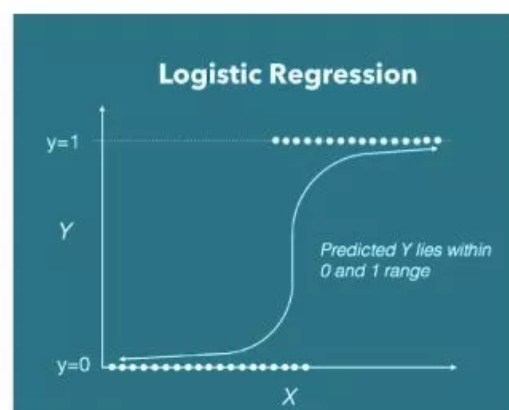 Logistic Regression
y=1
Y
Predicted Y lies within
0 and 1 range
y=0
X